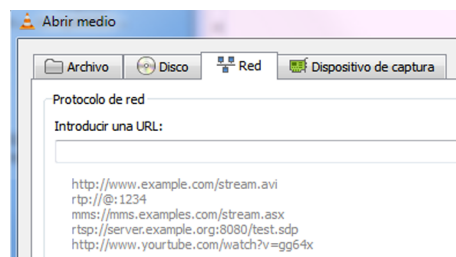 Abrir medio
Archivo Disco Red Dispositivo de captura
Protocolo de red
Introducir una URL:
http://www.example.com/stream.avi
rtp://@:1234
mms://mms.examples.com/stream.asx
rtsp://server.example.org:8080/test.sdp
http://www.yourtube.com/watch?v=gg64x